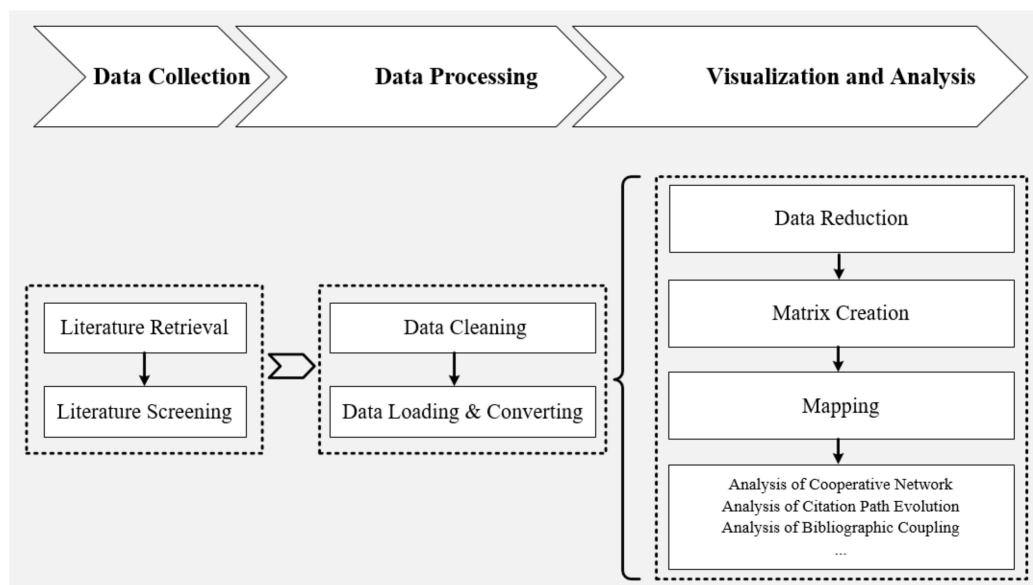 Data Collection
Data Processing
Visualization and Analysis
Literature Retrieval
Literature Screening
Data Cleaning
Data Loading & Converting
Data Reduction
Matrix Creation
Mapping
Analysis of Cooperative Network
Analysis of Citation Path Evolution
Analysis of Bibliographic Coupling
...